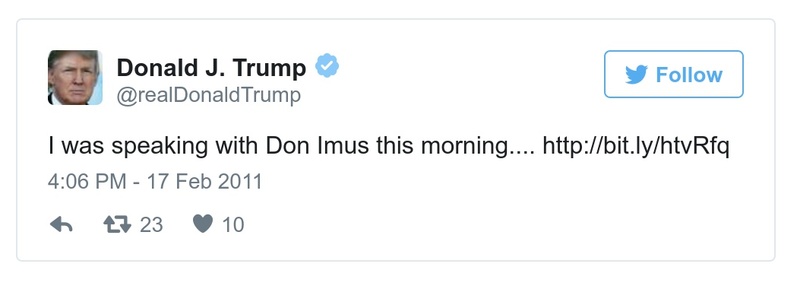 Donald J. Trump
@realDonaldTrump
Follow
I was speaking with Don Imus this morning.... http://bit.ly/htvRfq
4:06 PM - 17 Feb 2011
23 10